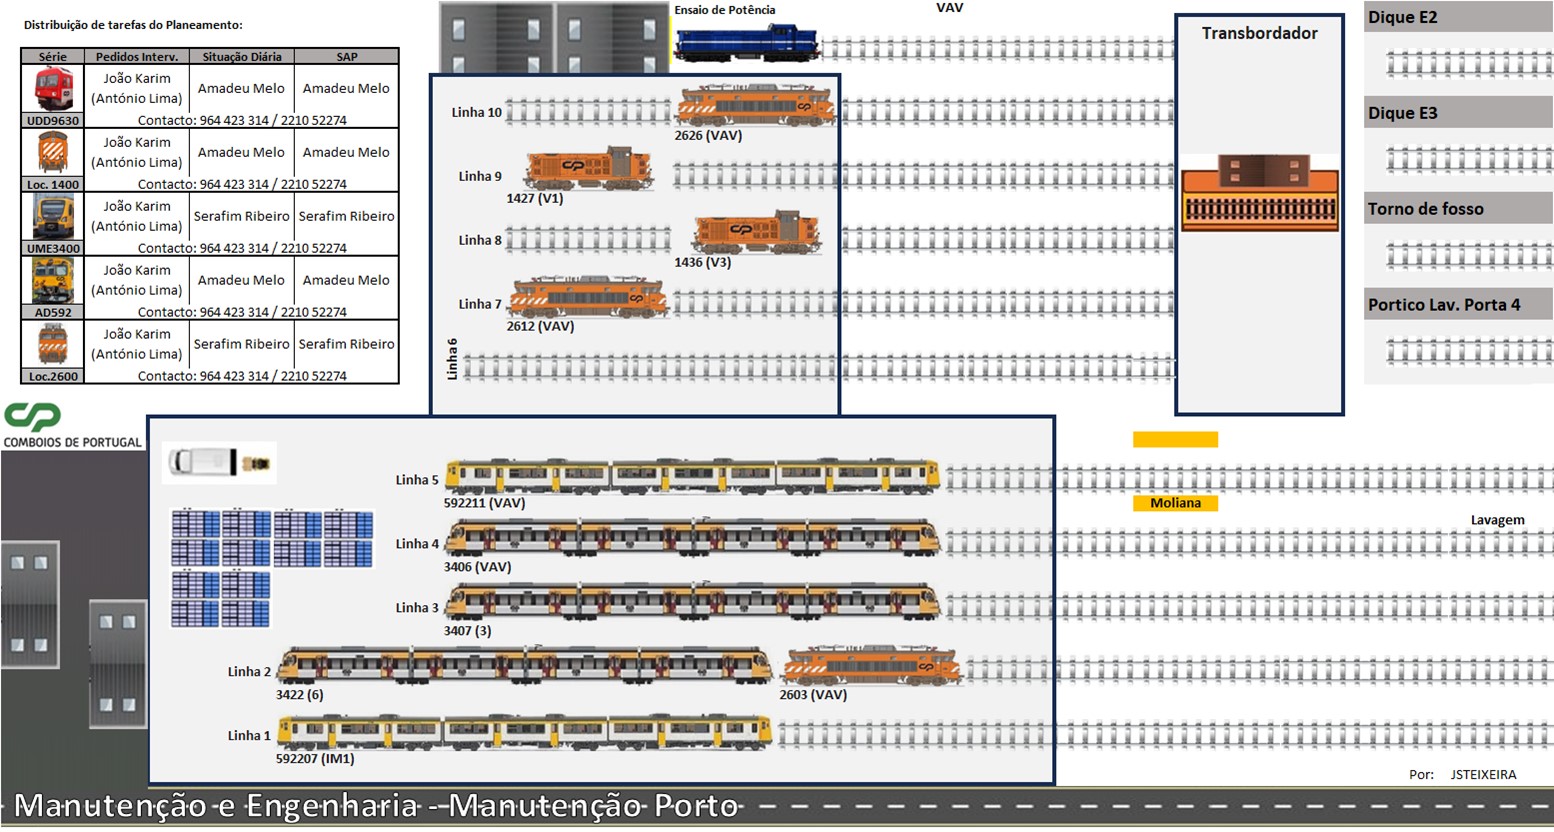 Distribuição de tarefas do Planeamento:
Série Pedidos Interv. Situação Diária SAP
João Karim
(António Lima) Amadeu Melo Amadeu Melo
UDD9630 Contacto: 964 423 314 / 2210 52274
João Karim
(António Lima) Amadeu Melo Amadeu Melo
Loc. 1400 Contacto: 964 423 314 / 2210 52274
João Karim
(António Lima) Serafim Ribeiro Serafim Ribeiro
UME3400 Contacto: 964 423 314 / 2210 52274
João Karim
(António Lima) Amadeu Melo Amadeu Melo
AD592 Contacto: 964 423 314 / 2210 52274
João Karim
(António Lima) Serafim Ribeiro Serafim Ribeiro
Loc.2600 Contacto: 964 423 314 / 2210 52274
CP
COMBOIOS DE PORTUGAL
Ensaio de Potência
VAV
Linha 10
2626 (VAV)
Linha 9
1427 (V1)
Linha 8
1436 (V3)
Linha 7
2612 (VAV)
Linha 6
Transbordador
Dique E2
Dique E3
Torno de fosso
Portico Lav. Porta 4
Linha 5
592211 (VAV)
Moliana
Linha 4
3406 (VAV)
Lavagem
Linha 3
3407 (3)
Linha 2
3422 (6)
2603 (VAV)
Linha 1
592207 (IM1)
Por: JSTEIXEIRA
Manutenção e Engenharia - Manutenção Porto